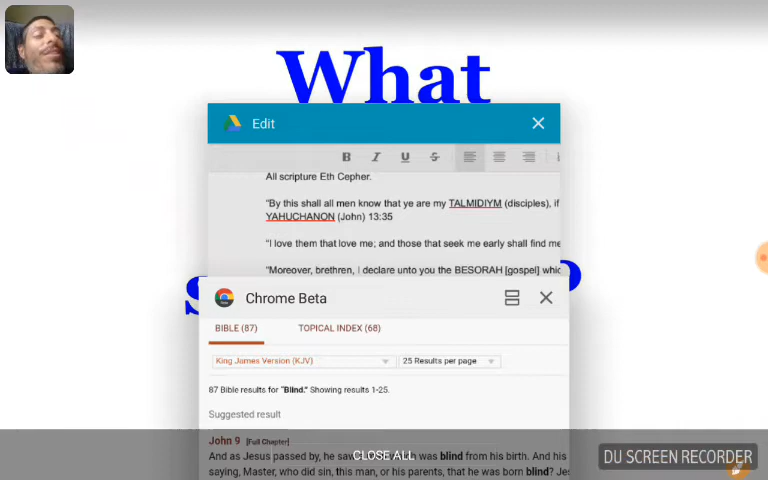 What
Edit
B I U S
All scripture Eth Cepher.
"By this shall all men know that ye are my TALMIDIYM (disciples), if
YAHUCHANON (John) 13:35
"I love them that love me; and those that seek me early shall find me
"Moreover, brethren, I declare unto you the BESORAH [gospel] whic
Chrome Beta
BIBLE (87) TOPICAL INDEX (68)
King James Version (KJV) 25 Results per page
87 Bible results for "Blind." Showing results 1-25.
Suggested result
John 9 [Full Chapter]
And as Jesus passed by, he saw was blind from his birth. And his
CLOSE ALL
saying, Master, who did sin, this man, or his parents, that he was born blind? Jes
DU SCREEN RECORDER